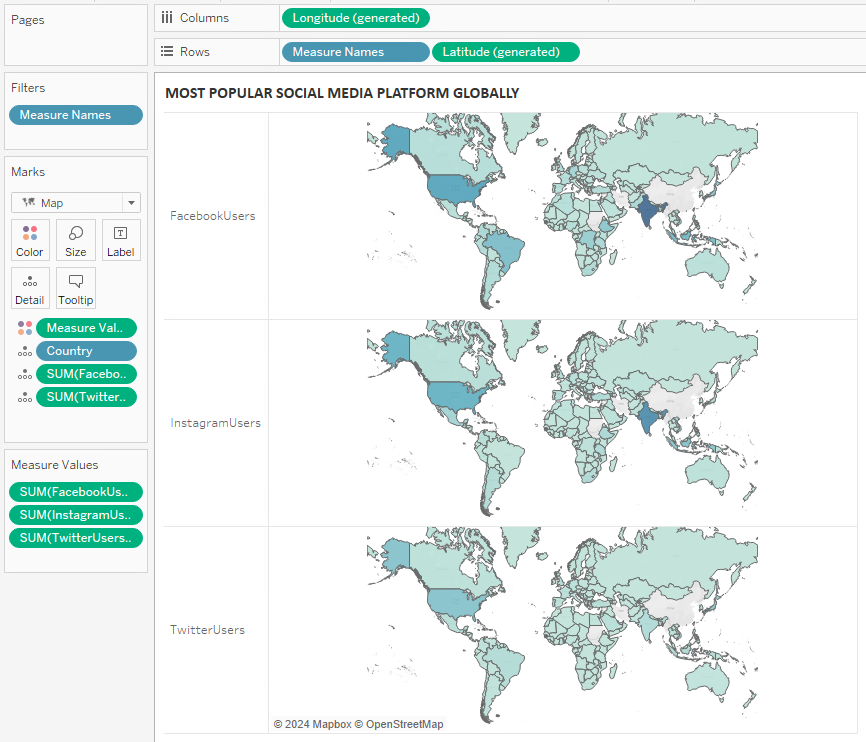 Pages
Columns
Longitude (generated)
Rows
Measure Names
Latitude (generated)
Filters
Measure Names
Marks
Map
Color
Size
Label
Detail
Tooltip
Measure Val..
Country
SUM(Facebo..
SUM(Twitter..
Measure Values
SUM(FacebookUs..
SUM(InstagramUs..
SUM(TwitterUsers..
MOST POPULAR SOCIAL MEDIA PLATFORM GLOBALLY
FacebookUsers
InstagramUsers
TwitterUsers
© 2024 Mapbox © OpenStreetMap